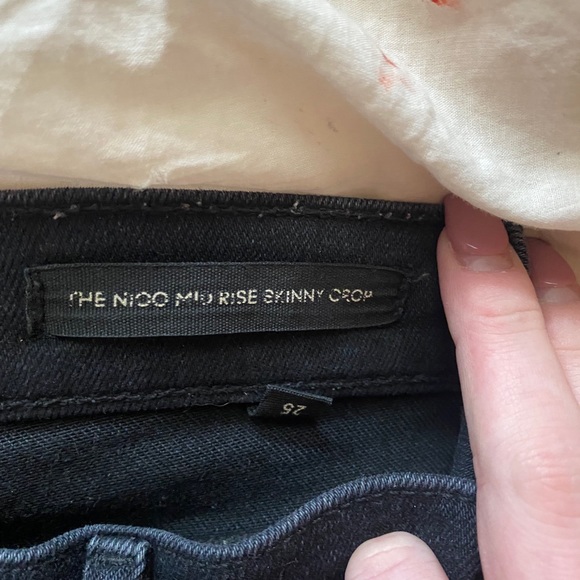 THE NICO MID RISE SKINNY CROP
25